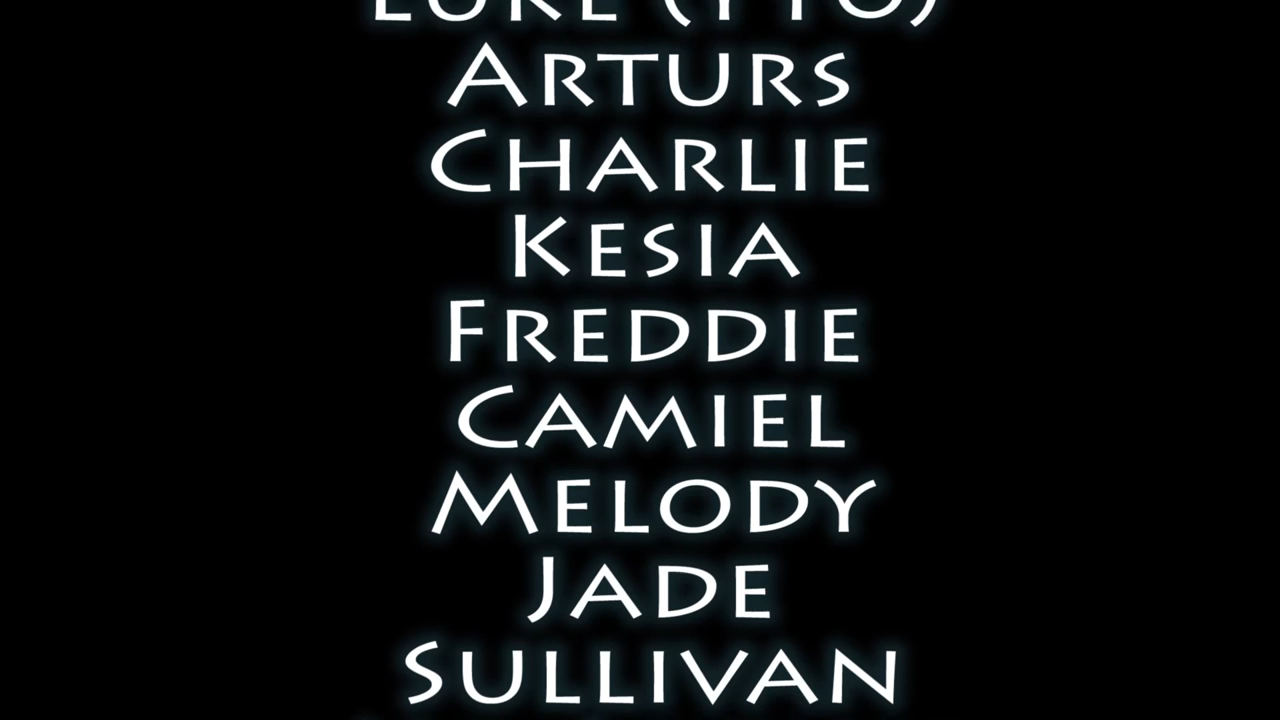 Arturs
Charlie
Kesia
Freddie
Camiel
Melody
Jade
Sullivan